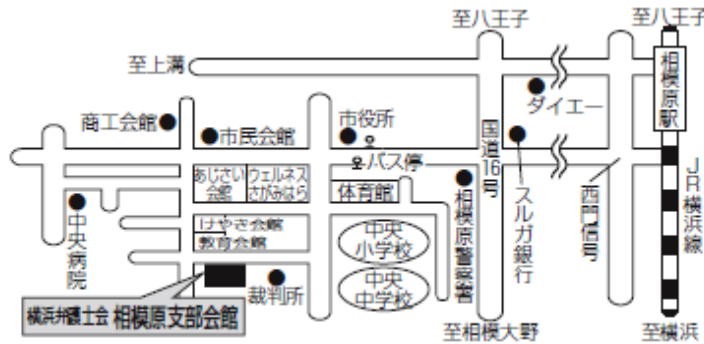 至八王子
至八王子
至上溝
相模原駅
ダイエー
商工会館
市民会館
市役所
国道16号
バス停
あじさい
会館
ウェルネス
さがみはら
体育館
スルガ銀行
西門信号
JR横浜線
相模原警察署
中央病院
けやき会館
教育会館
中央
小学校
中央
中学校
裁判所
横浜弁護士会 相模原支部会館
至相模大野
至横浜